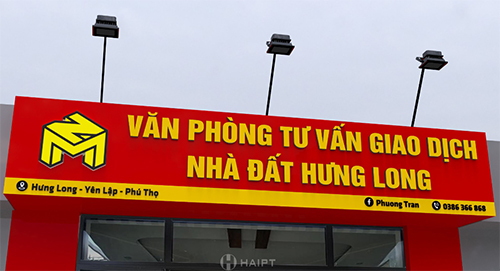 VĂN PHÒNG TƯ VẤN GIAO DỊCH
NHÀ ĐẤT HƯNG LONG
Hưng Long - Yên Lập - Phú Thọ
Phuong Tran 0386 366 868
HAIPT